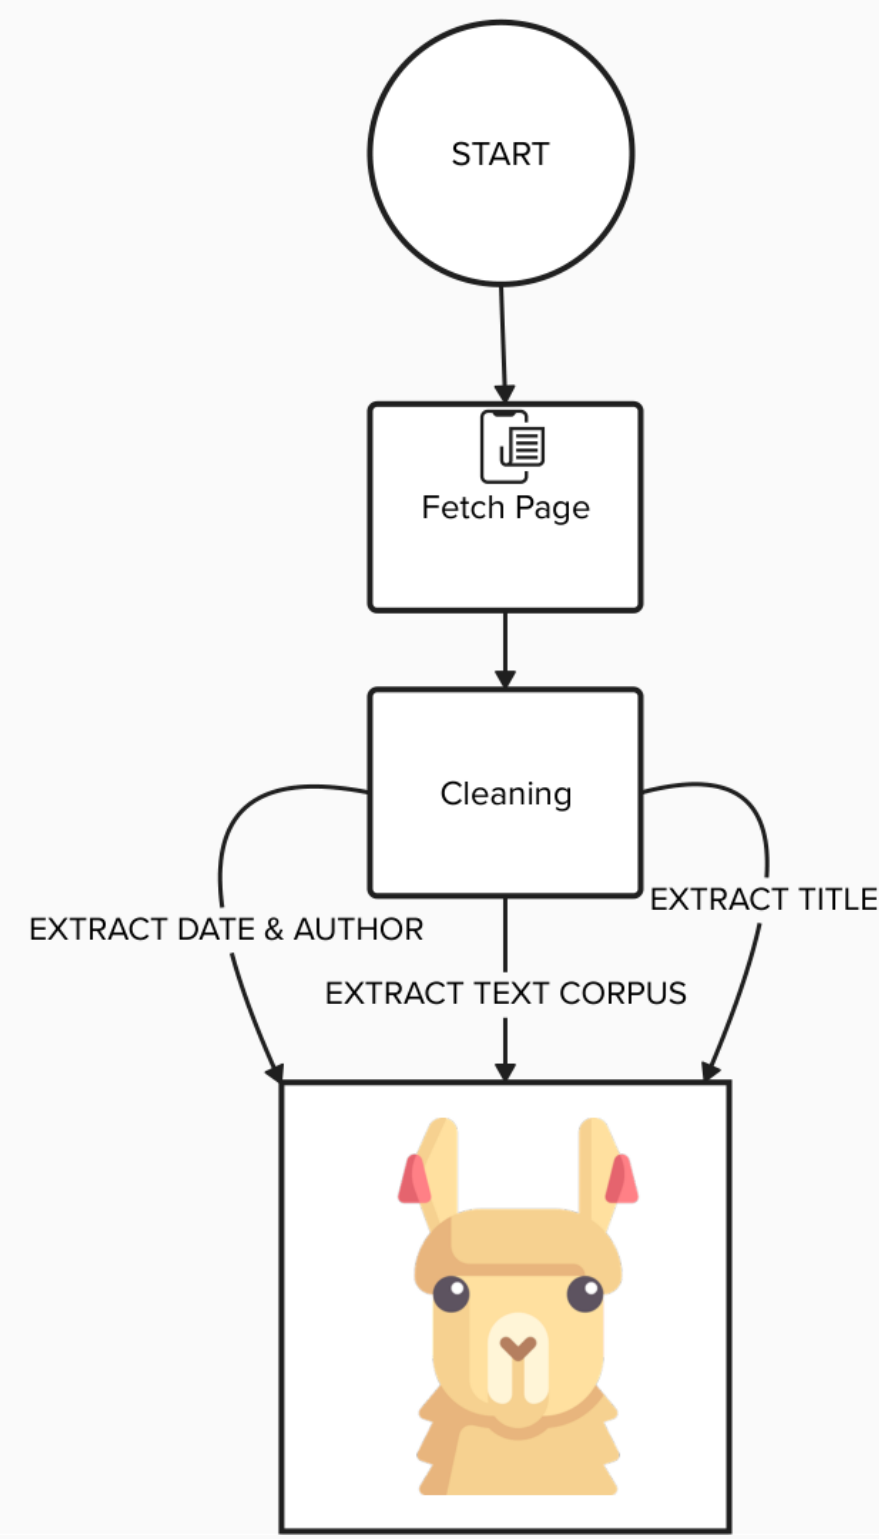 START
Fetch Page
Cleaning
EXTRACT TITLE
EXTRACT DATE & AUTHOR
EXTRACT TEXT CORPUS